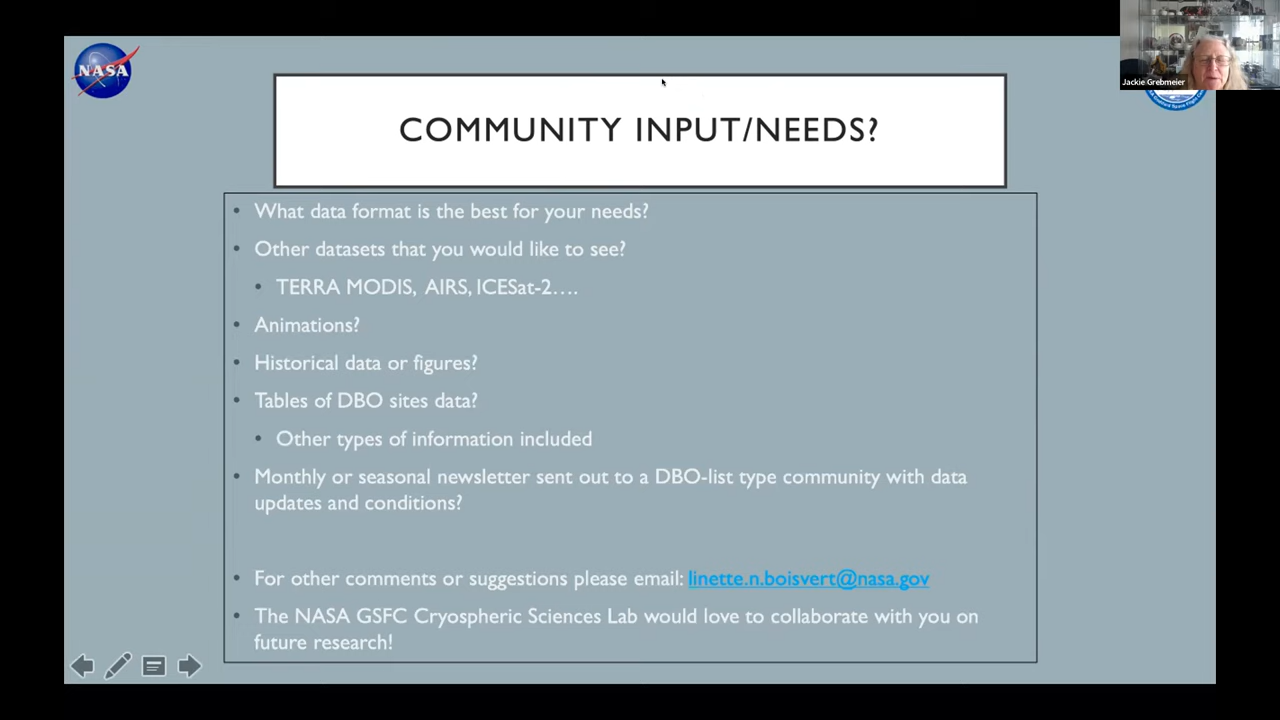 NASA
Jackie Grebmeier
COMMUNITY INPUT/NEEDS?
• What data format is the best for your needs?
• Other datasets that you would like to see?
• TERRA MODIS, AIRS, ICESat-2….
• Animations?
• Historical data or figures?
• Tables of DBO sites data?
• Other types of information included
• Monthly or seasonal newsletter sent out to a DBO-list type community with data
updates and conditions?
• For other comments or suggestions please email: linette.n.boisvert@nasa.gov
• The NASA GSFC Cryospheric Sciences Lab would love to collaborate with you on
future research!